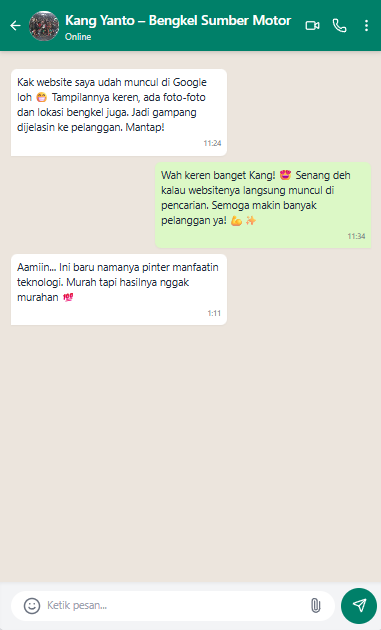 Kang Yanto – Bengkel Sumber Motor
Online
Kak website saya udah muncul di Google
loh 😁 Tampilannya keren, ada foto-foto
dan lokasi bengkel juga. Jadi gampang
dijelasin ke pelanggan. Mantap!
11:24
Wah keren banget Kang! 😍 Senang deh
kalau websitenya langsung muncul di
pencarian. Semoga makin banyak
pelanggan ya! 💪✨
11:34
Aamiin... Ini baru namanya pinter manfaatin
teknologi. Murah tapi hasilnya nggak
murahan 💯
1:11
Ketik pesan...